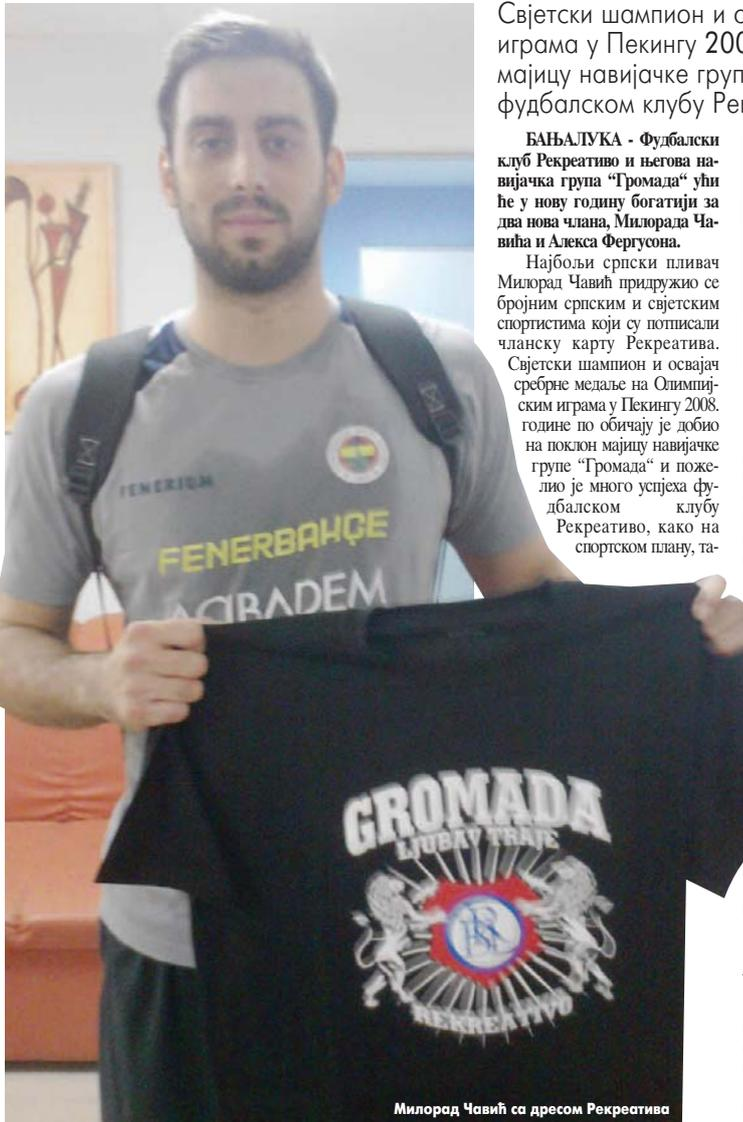 Свјетски шампион и
играма у Пекингу
мајицу навијачке
фудбалском клубу
БАЊАЛУКА - Фудбалски
клуб Рекреативо и његова на-
вијачка група “Громада“ ући
ће у нову годину богатији за
два нова члана, Милорада Ча-
вића и Алекса Фергусона.
Најбољи српски пливач
Милорад Чавић придружио се
бројним српским и свјетским
спортистима који су потписали
чланску карту Рекреатива.
Свјетски шампион и освајач
сребрне медаље на Олимпиј-
ским играма у Пекингу 2008.
године по обичају је добио
на поклон мајицу навијачке
групе “Громада“ и поже-
лио је много успјеха фу-
дбалском клубу
Рекреативо, како на
спортском плану, та-
FENERIUM
FENERBAHÇE
ACIBADEM
GROMADA
LJUBAV TRAJE
REKREATIVO
Милорад Чавић са дресом Рекреатива